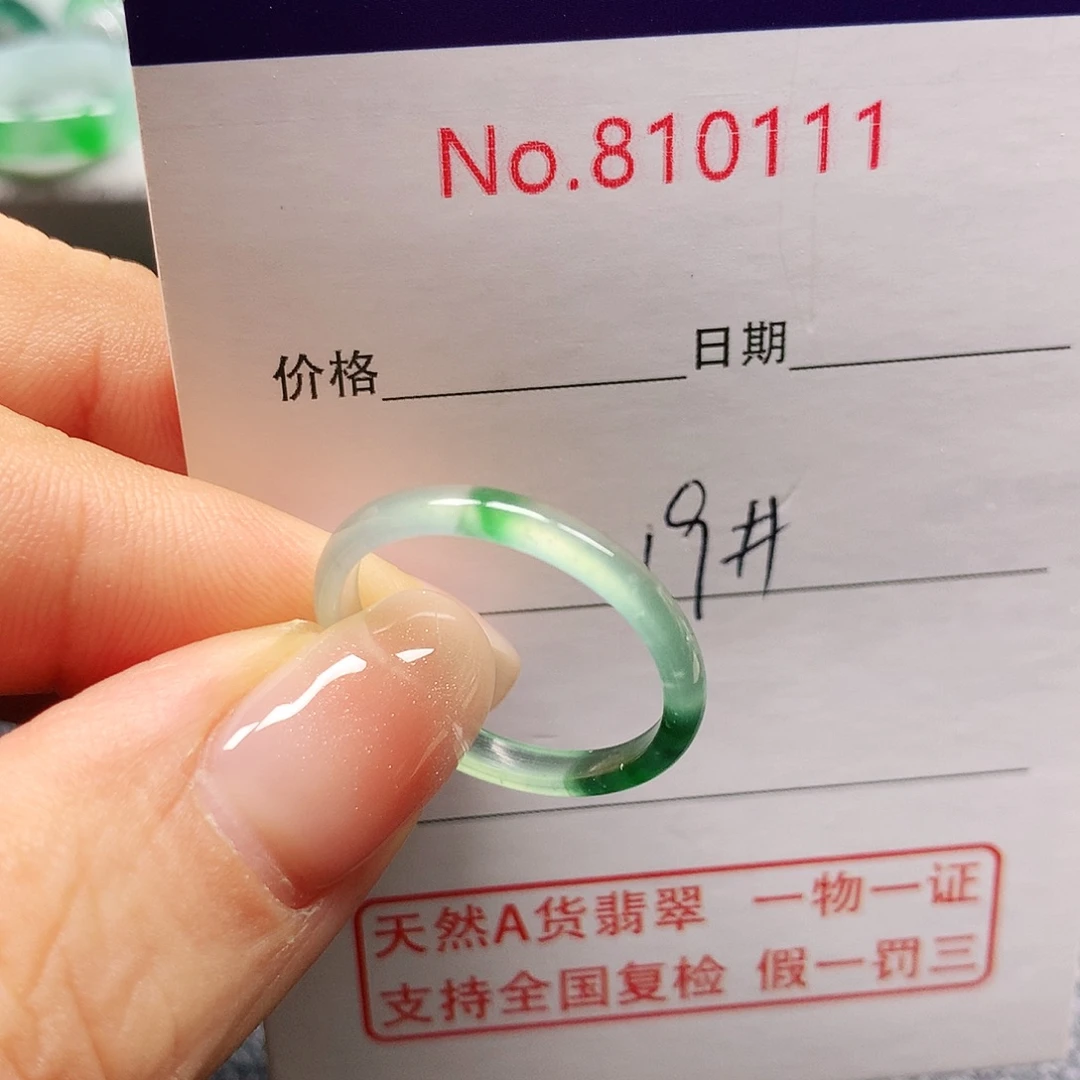 No.810111
价格 日期
19#
天然A货翡翠 一物一证
支持全国复检 假一罚三